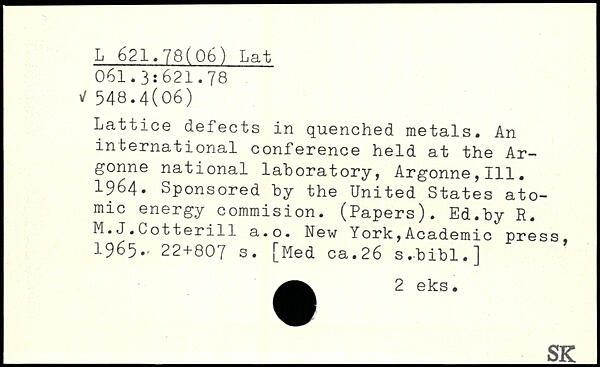 L 621.78(06) Lat
061.3:621.78
√ 548.4(06)
Lattice defects in quenched metals. An
international conference held at the Ar-
gonne national laboratory, Argonne,Ill.
1964. Sponsored by the United States ato-
mic energy commision. (Papers). Ed.by R.
M.J.Cotterill a.o. New York,Academic press,
1965. 22+807 s. [Med ca.26 s.bibl.]
2 eks.
SK